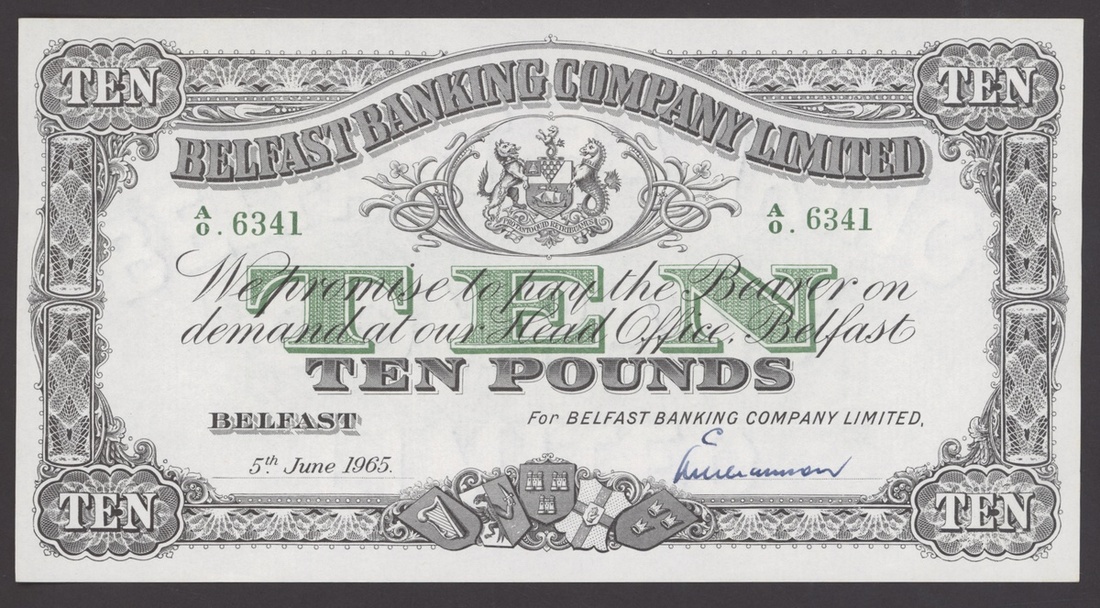 TEN TEN
BELFAST BANKING COMPANY LIMITED
A/O. 6341 A/O. 6341
TEN
We promise to pay the Bearer on
demand at our Head Office, Belfast
TEN POUNDS
BELFAST For BELFAST BANKING COMPANY LIMITED,
5th June 1965.
TEN TEN